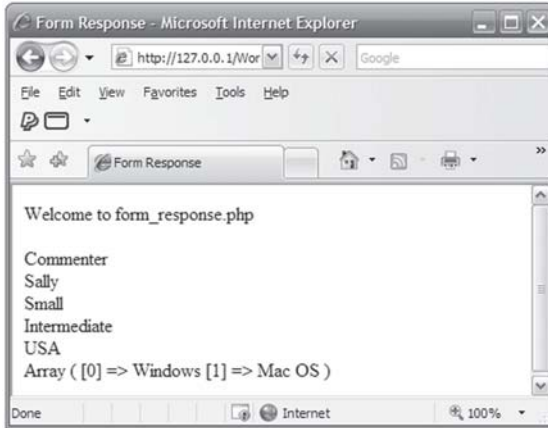 Form Response - Microsoft Internet Explorer
http://127.0.0.1/Wor
Google
File Edit View Favorites Tools Help
Form Response
»
Welcome to form_response.php
Commenter
Sally
Small
Intermediate
USA
Array ( [0] => Windows [1] => Mac OS )
Done
Internet
100%